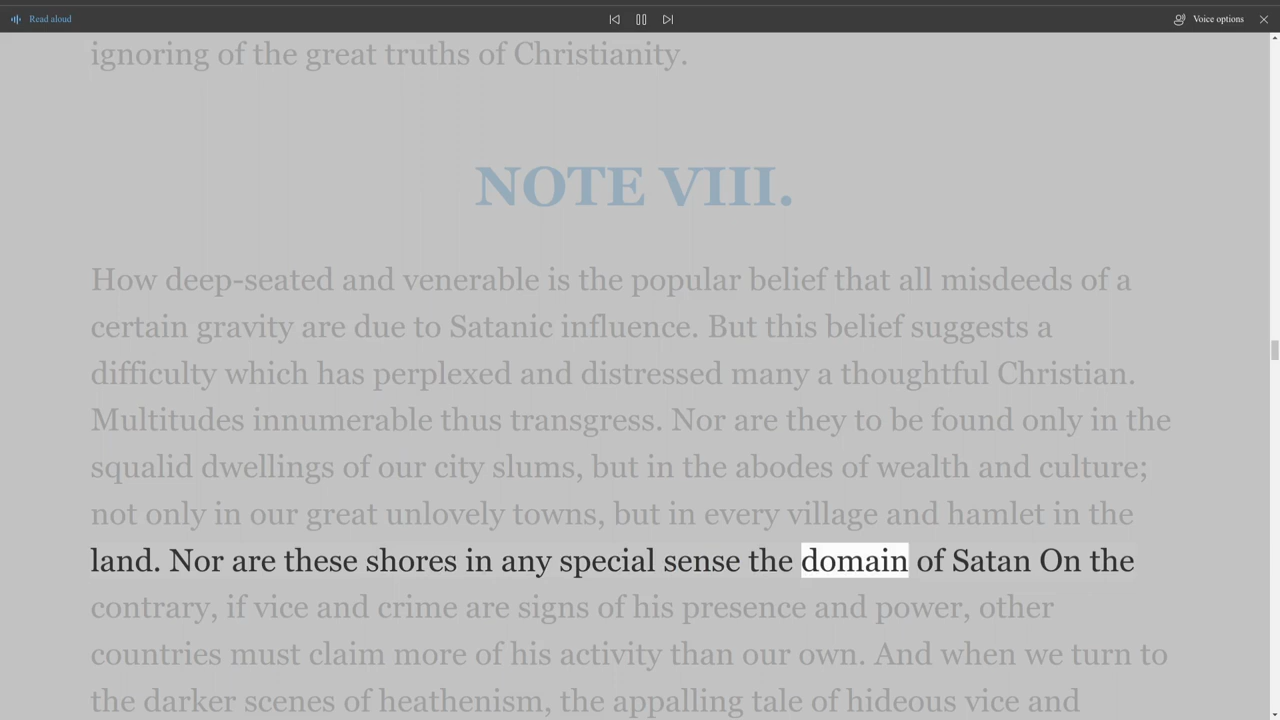 Read aloud
Voice options
ignoring of the great truths of Christianity.
NOTE VIII.
How deep-seated and venerable is the popular belief that all misdeeds of a
certain gravity are due to Satanic influence. But this belief suggests a
difficulty which has perplexed and distressed many a thoughtful Christian.
Multitudes innumerable thus transgress. Nor are they to be found only in the
squalid dwellings of our city slums, but in the abodes of wealth and culture;
not only in our great unlovely towns, but in every village and hamlet in the
land. Nor are these shores in any special sense the domain of Satan On the
contrary, if vice and crime are signs of his presence and power, other
countries must claim more of his activity than our own. And when we turn to
the darker scenes of heathenism, the appalling tale of hideous vice and